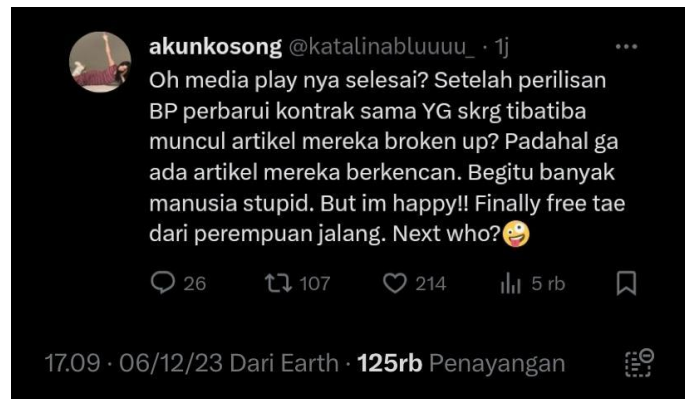 akunkosong @katalinabluuuu_ · 1j
Oh media play nya selesai? Setelah perilisan
BP perbarui kontrak sama YG skrg tibatiba
muncul artikel mereka broken up? Padahal ga
ada artikel mereka berkencan. Begitu banyak
manusia stupid. But im happy!! Finally free tae
dari perempuan jalang. Next who?🤪
26 107 214 5 rb
17.09 · 06/12/23 Dari Earth · 125rb Penayangan